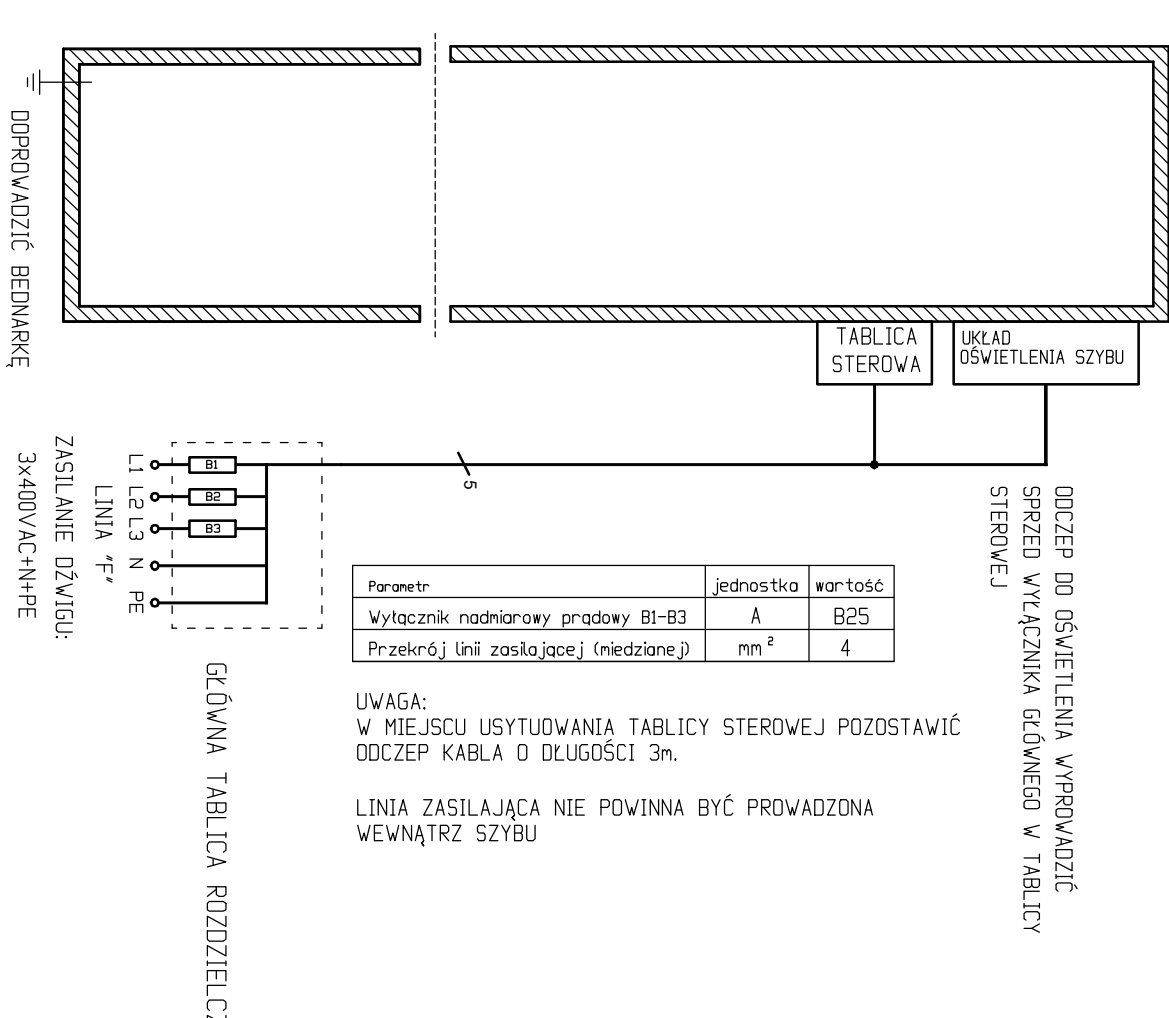 DOPROWADZIĆ BEDNARKĘ
TABLICA
STEROWA
UKŁAD
OŚWIETLENIA SZYBU
ODCZEP DO OŚWIETLENIA WYPROWADZIĆ
SPRZED WYŁĄCZNIKA GŁÓWNEGO W TABLICY
STEROWEJ
5
B1
B2
B3
L1 L2 L3 N PE
LINIA "F"
ZASILANIE DŹWIGU:
3x400VAC+N+PE
GŁÓWNA TABLICA
Parametr jednostka wartość
Wyłącznik nadmiarowy prądowy B1-B3 A B25
Przekrój linii zasilającej (miedzianej) mm² 4
UWAGA:
W MIEJSCU USYTUOWANIA TABLICY STEROWEJ POZOSTAWIĆ
ODCZEP KABLA O DŁUGOŚCI 3m.
LINIA ZASILAJĄCA NIE POWINNA BYĆ PROWADZONA
WEWNĄTRZ SZYBU